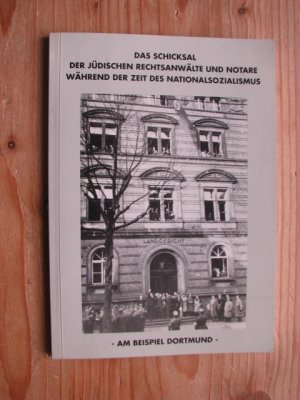 DAS SCHICKSAL
DER JÜDISCHEN RECHTSANWÄLTE UND NOTARE
WÄHREND DER ZEIT DES NATIONALSOZIALISMUS
LANDGERICHT
- AM BEISPIEL DORTMUND -